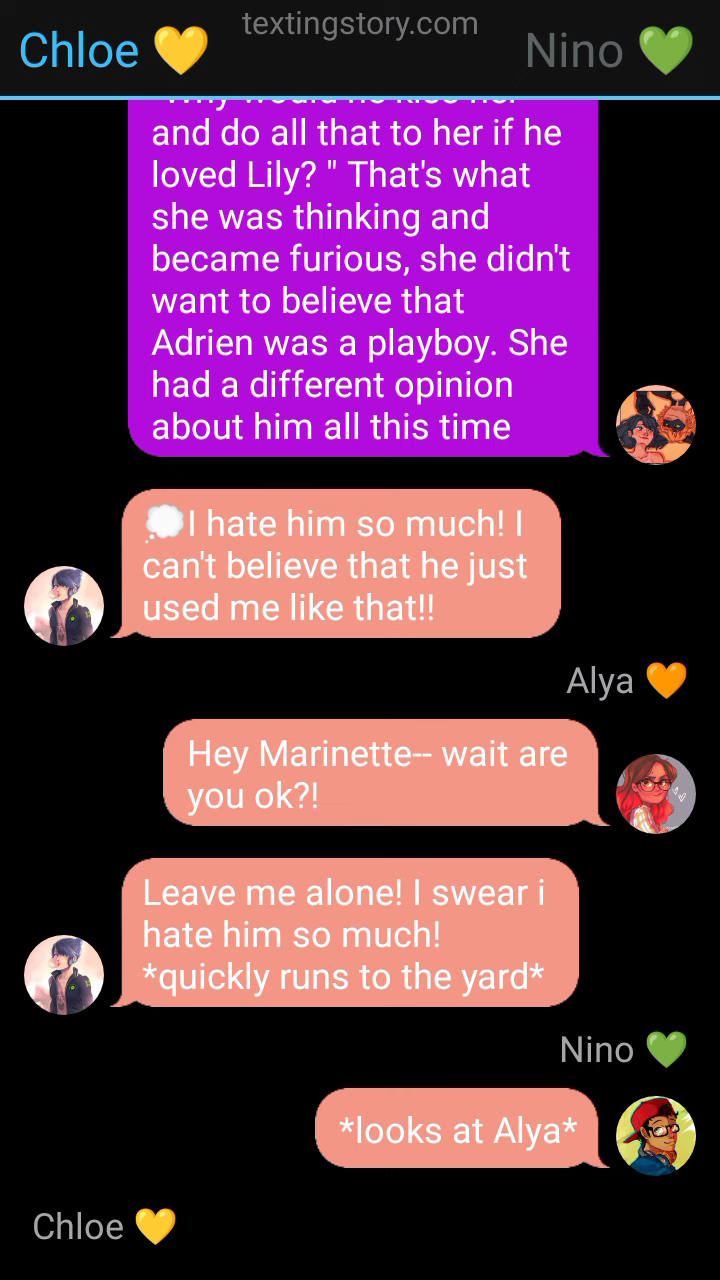 textingstory.com
Chloe 💛 Nino 💚
and do all that to her if he
loved Lily? " That's what
she was thinking and
became furious, she didn't
want to believe that
Adrien was a playboy. She
had a different opinion
about him all this time
💭I hate him so much! I
can't believe that he just
used me like that!!
Alya 🧡
Hey Marinette-- wait are
you ok?!
Leave me alone! I swear i
hate him so much!
*quickly runs to the yard*
Nino 💚
*looks at Alya*
Chloe 💛